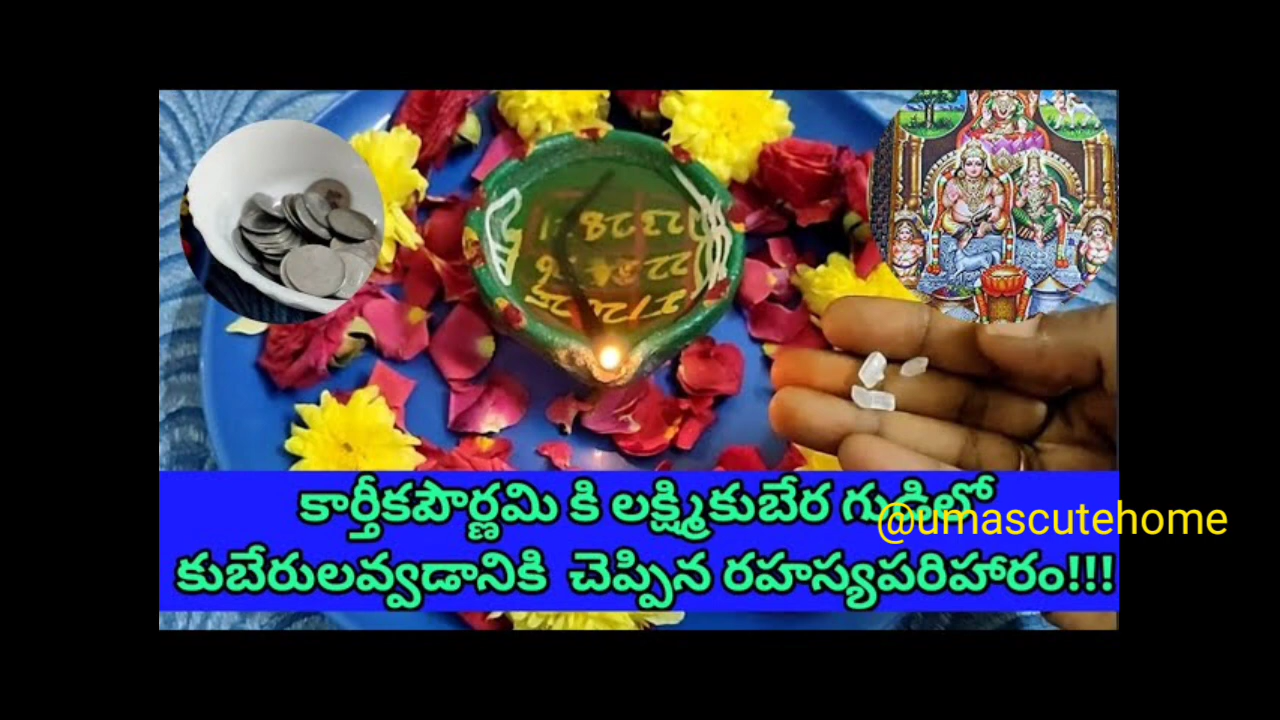 కార్తీకపౌర్ణమి కి లక్ష్మికుబేర గుడిలో
@umascutehome
కుబేరులవ్వడానికి చెప్పిన రహస్యపరిహారం!!!